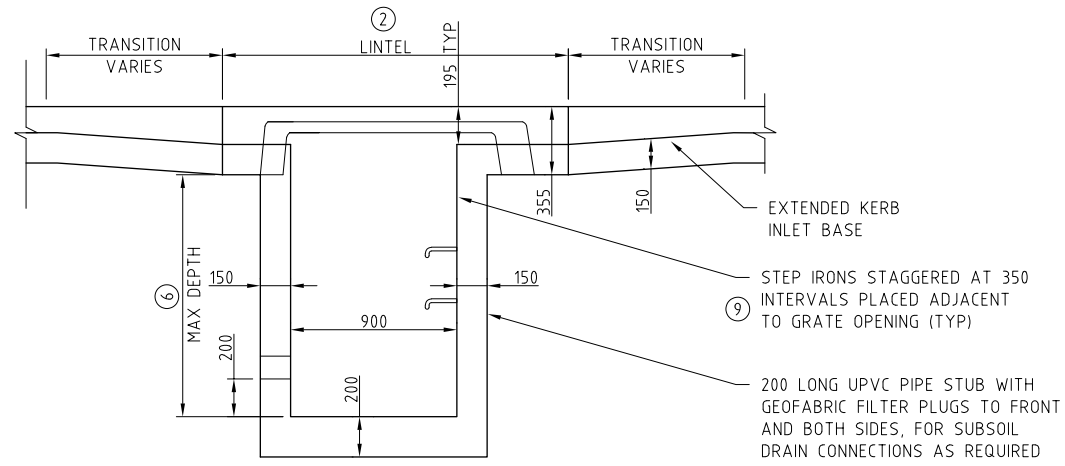 2
TRANSITION
VARIES
LINTEL
195 TYP
TRANSITION
VARIES
355
150
EXTENDED KERB
INLET BASE
6
MAX DEPTH
150
150
900
200
200
9
STEP IRONS STAGGERED AT 350
INTERVALS PLACED ADJACENT
TO GRATE OPENING (TYP)
200 LONG UPVC PIPE STUB WITH
GEOFABRIC FILTER PLUGS TO FRONT
AND BOTH SIDES, FOR SUBSOIL
DRAIN CONNECTIONS AS REQUIRED